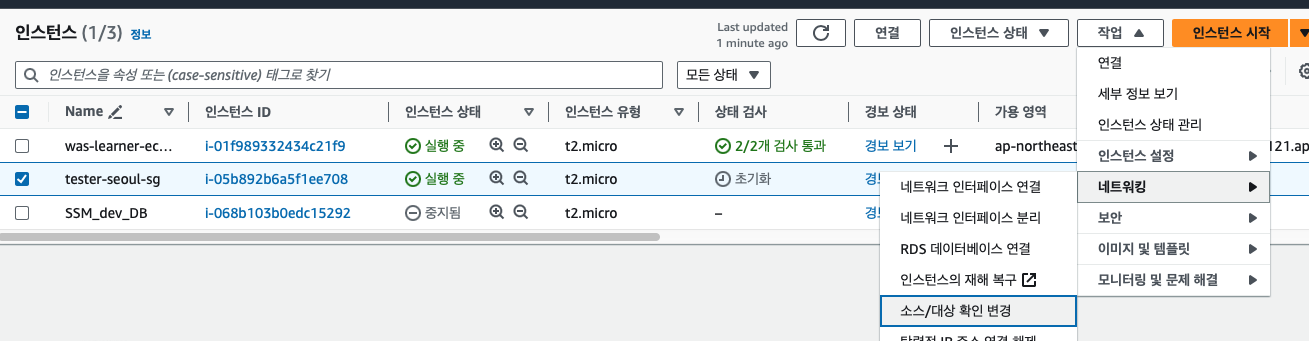 인스턴스 (1/3) 정보
Last updated
1 minute ago
연결
인스턴스 상태
작업
인스턴스 시작
인스턴스을 속성 또는 (case-sensitive) 태그로 찾기
모든 상태
Name 인스턴스 ID 인스턴스 상태 인스턴스 유형 상태 검사 경보 상태 가용 영역
was-learner-ec... i-01f989332434c21f9 실행 중 t2.micro 2/2개 검사 통과 경보 보기 ap-northeast 121.ap
tester-seoul-sg i-05b892b6a5f1ee708 실행 중 t2.micro 초기화
SSM_dev_DB i-068b103b0edc15292 중지됨 t2.micro –
연결
세부 정보 보기
인스턴스 상태 관리
인스턴스 설정
네트워킹
보안
이미지 및 템플릿
모니터링 및 문제 해결
네트워크 인터페이스 연결
네트워크 인터페이스 분리
RDS 데이터베이스 연결
인스턴스의 재해 복구
소스/대상 확인 변경